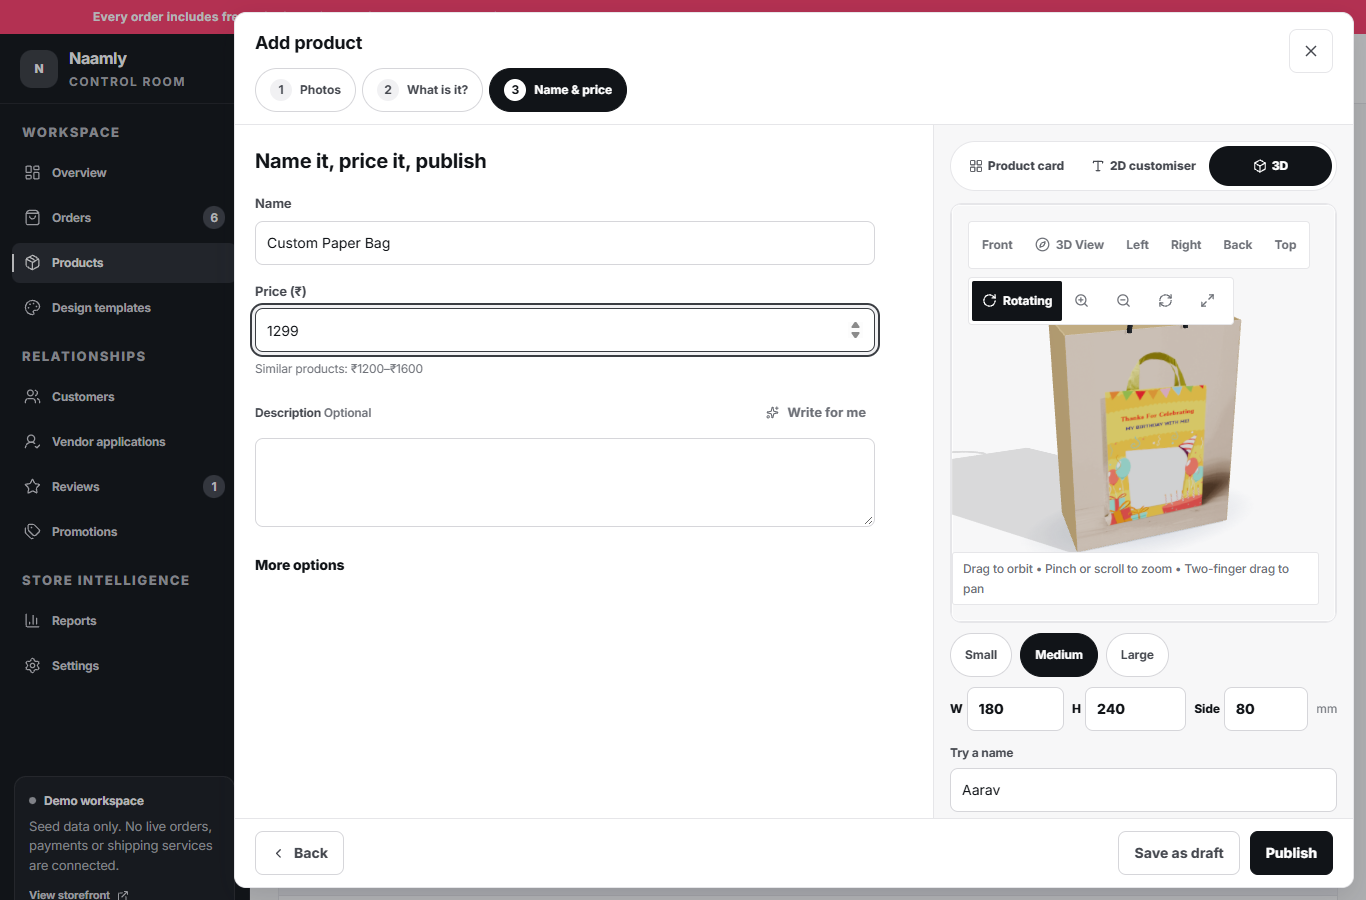 Every order includes fre
N
Naamly
CONTROL ROOM
WORKSPACE
Overview
Orders
6
Products
Design templates
RELATIONSHIPS
Customers
Vendor applications
Reviews
1
Promotions
STORE INTELLIGENCE
Reports
Settings
Demo workspace
Seed data only. No live orders,
payments or shipping services
are connected.
View storefront
Add product
1 Photos
2 What is it?
3 Name & price
Name it, price it, publish
Name
Custom Paper Bag
Price (₹)
1299
Similar products: ₹1200–₹1600
Description Optional
Write for me
More options
Product card
2D customiser
3D
Front
3D View
Left
Right
Back
Top
Rotating
Thanks For Celebrating
MY BIRTHDAY WITH ME!
Drag to orbit • Pinch or scroll to zoom • Two-finger drag to
pan
Small
Medium
Large
W 180 H 240 Side 80 mm
Try a name
Aarav
Back
Save as draft
Publish